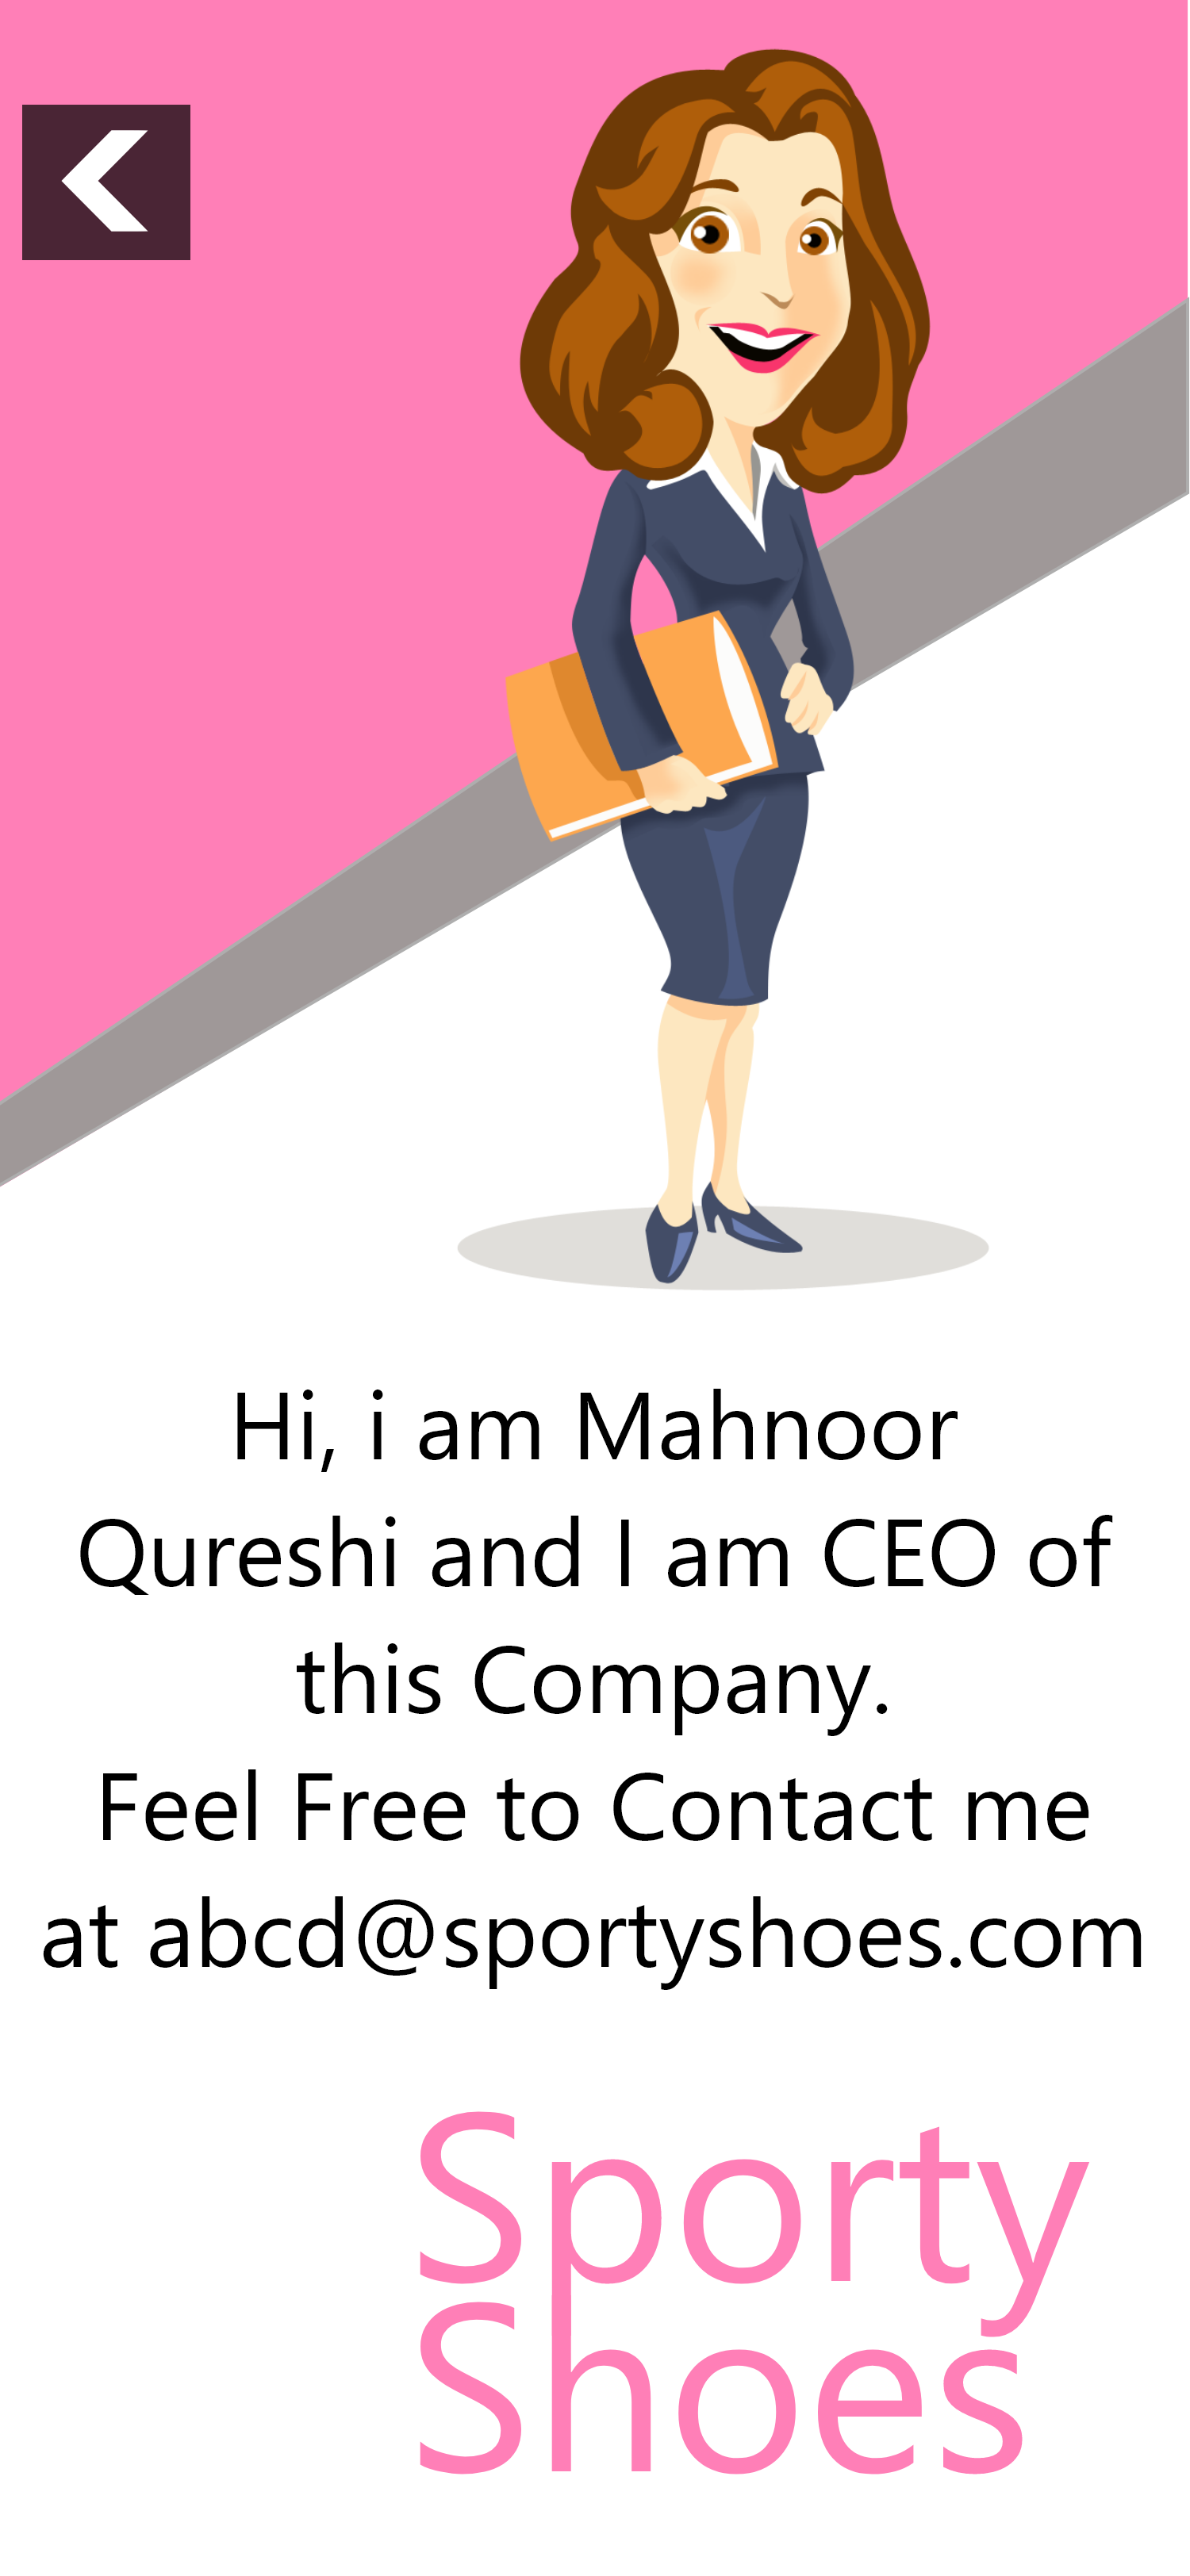 Hi, i am Mahnoor
Qureshi and I am CEO of
this Company.
Feel Free to Contact me
at abcd@sportyshoes.com
Sporty
Shoes